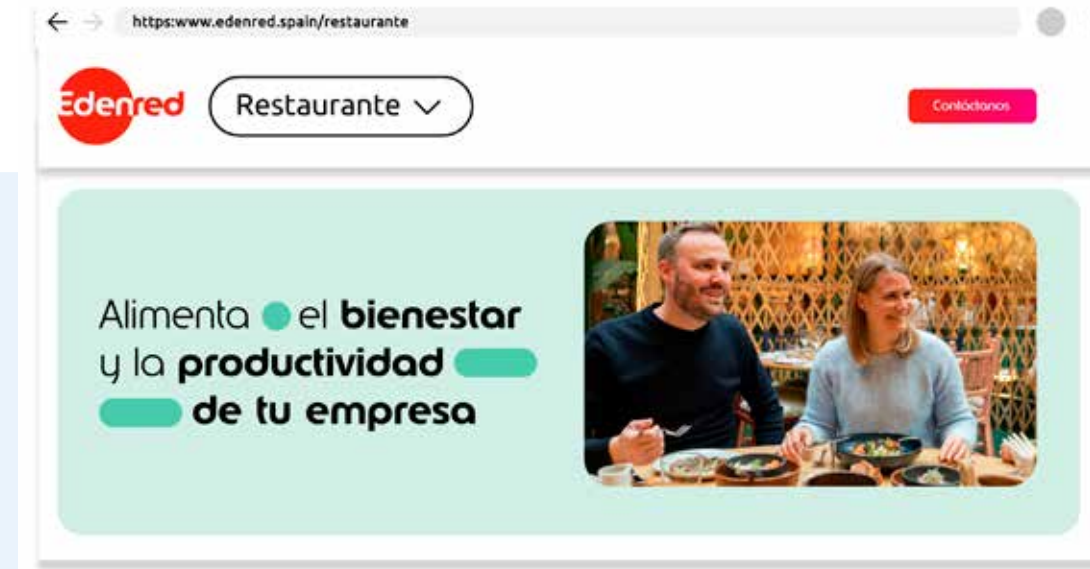 https:www.edenred.spain/restaurante
Edenred
Restaurante
Contáctanos
Alimenta el bienestar
y la productividad
de tu empresa